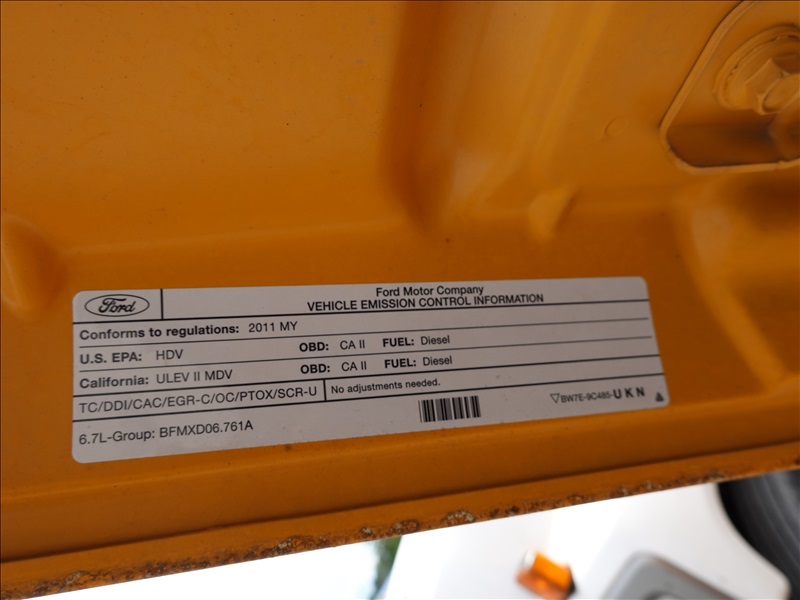 Ford
Ford Motor Company
VEHICLE EMISSION CONTROL INFORMATION
Conforms to regulations: 2011 MY
U.S. EPA: HDV OBD: CA II FUEL: Diesel
California: ULEV II MDV OBD: CA II FUEL: Diesel
TC/DDI/CAC/EGR-C/OC/PTOX/SCR-U No adjustments needed.
6.7L-Group: BFMXD06.761A
BW7E-9C485-UKN